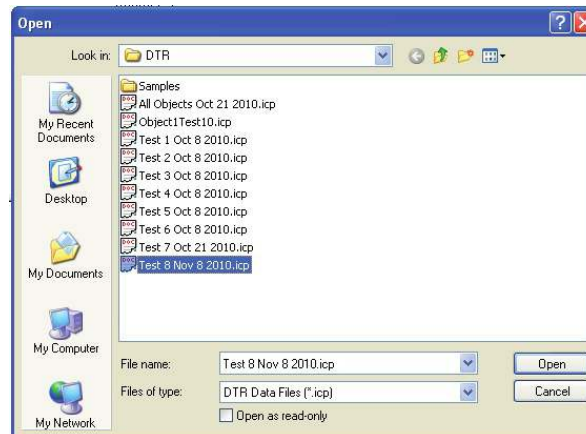 Open
Look in: DTR
My Recent
Documents
Desktop
My Documents
My Computer
My Network
Samples
All Objects Oct 21 2010.icp
Object1Test10.icp
Test 1 Oct 8 2010.icp
Test 2 Oct 8 2010.icp
Test 3 Oct 8 2010.icp
Test 4 Oct 8 2010.icp
Test 5 Oct 8 2010.icp
Test 6 Oct 8 2010.icp
Test 7 Oct 21 2010.icp
Test 8 Nov 8 2010.icp
File name: Test 8 Nov 8 2010.icp Open
Files of type: DTR Data Files (*.icp) Cancel
Open as read-only